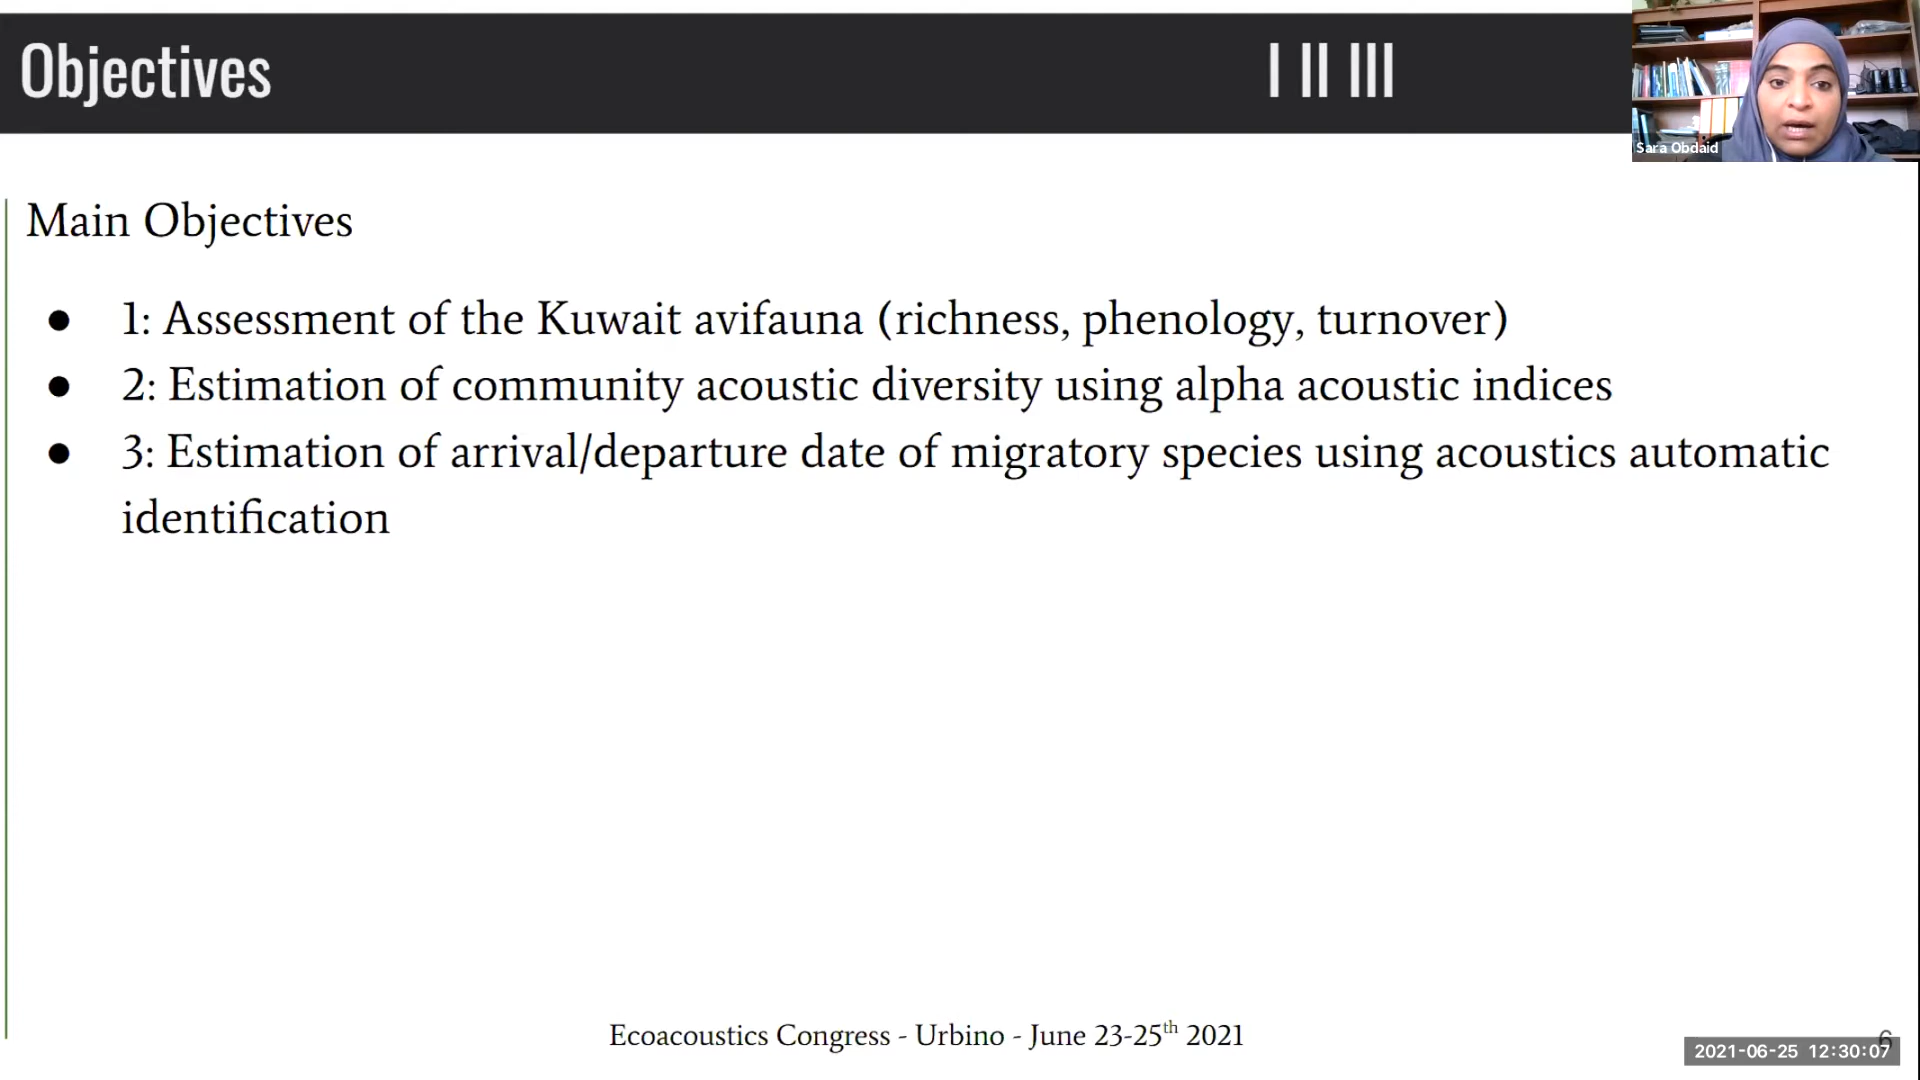 Objectives
I II III
Sara Obdaid
Main Objectives
● 1: Assessment of the Kuwait avifauna (richness, phenology, turnover)
● 2: Estimation of community acoustic diversity using alpha acoustic indices
● 3: Estimation of arrival/departure date of migratory species using acoustics automatic
identification
Ecoacoustics Congress - Urbino - June 23-25th 2021
6
2021-06-25 12:30:07